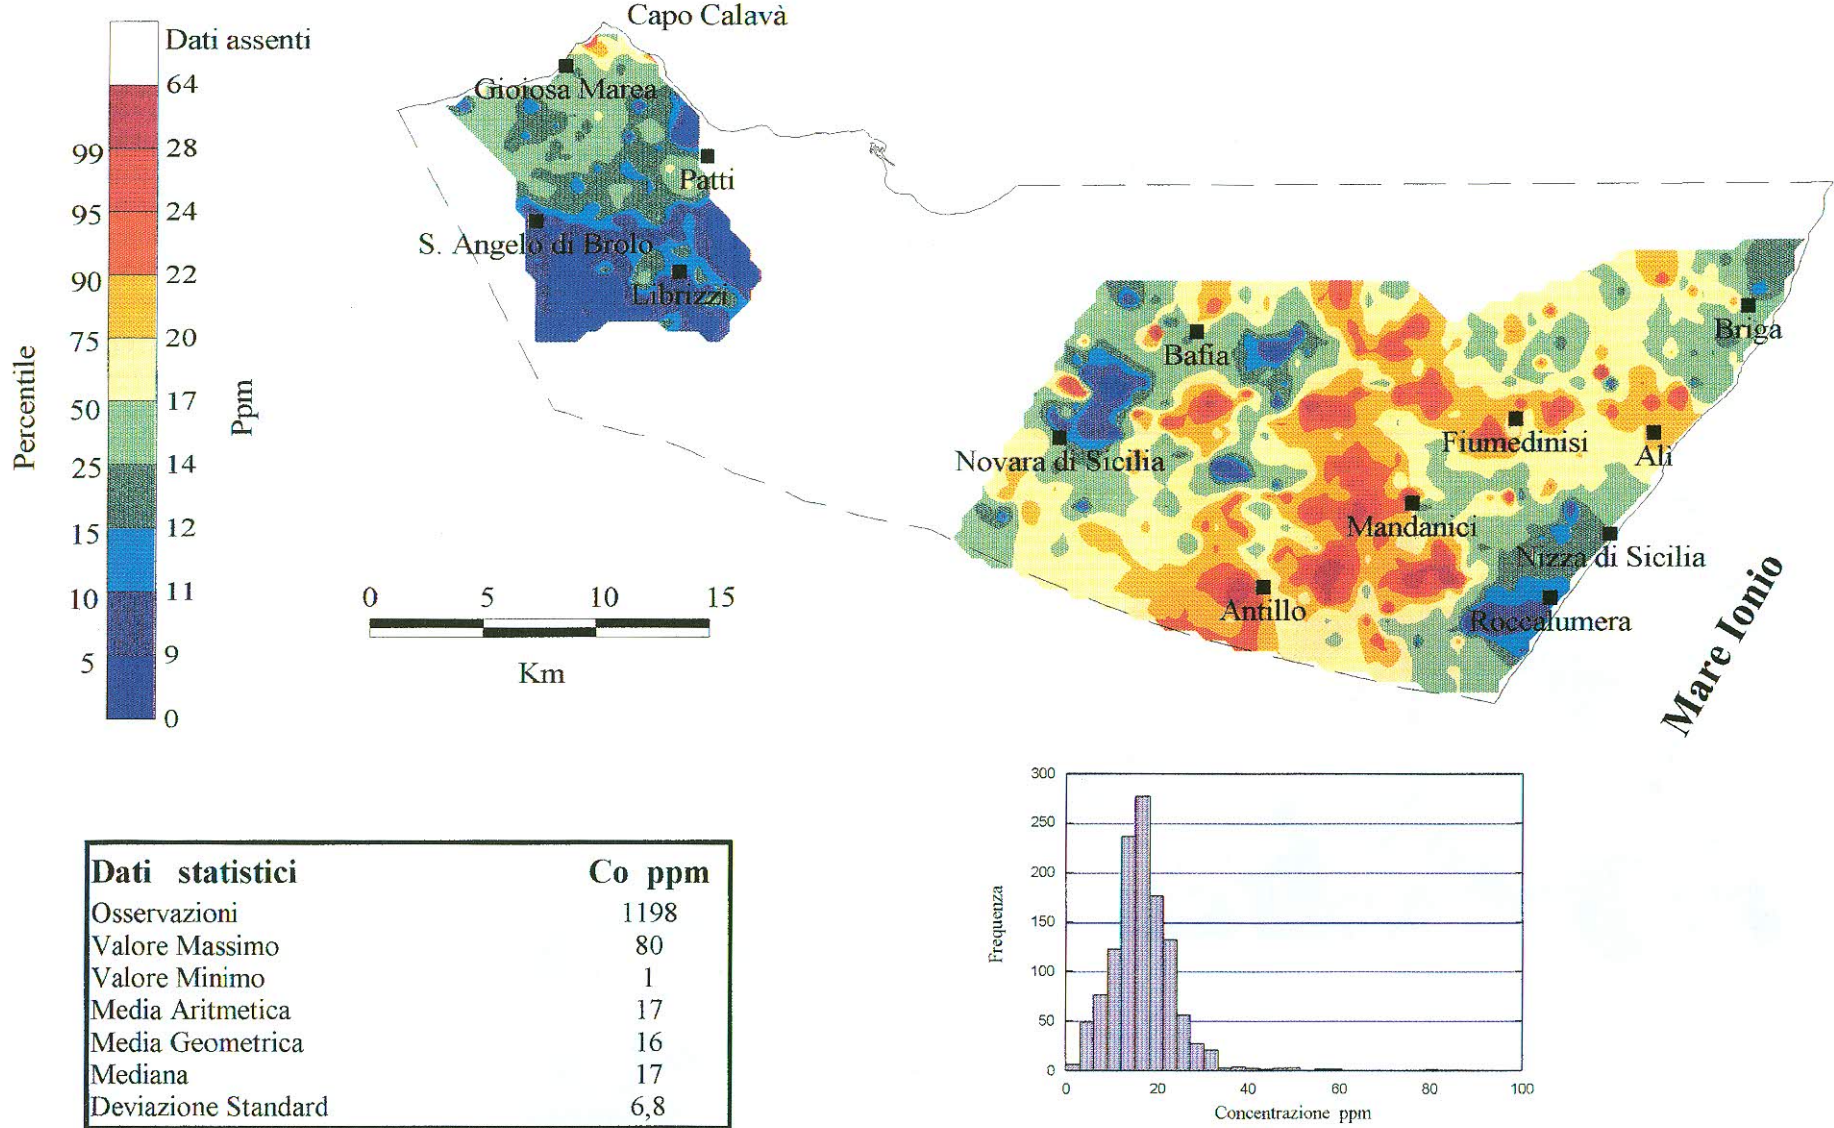 Capo Calavà
Dati assenti
64
99
28
95
24
90
22
75
20
50
17
25
14
15
12
10
11
5
9
0
Percentile
Ppm
Gioiosa Marea
Patti
S. Angelo di Brolo
Librizzi
Bafia
Briga
Novara di Sicilia
Fiumedinisi
Alì
Mandanici
Nizza di Sicilia
Antillo
Roccalumera
Mare Ionio
0 5 10 15
Km
Dati statistici Co ppm
Osservazioni 1198
Valore Massimo 80
Valore Minimo 1
Media Aritmetica 17
Media Geometrica 16
Mediana 17
Deviazione Standard 6,8
300
250
200
150
100
50
0
Frequenza
0 20 40 60 80 100
Concentrazione ppm